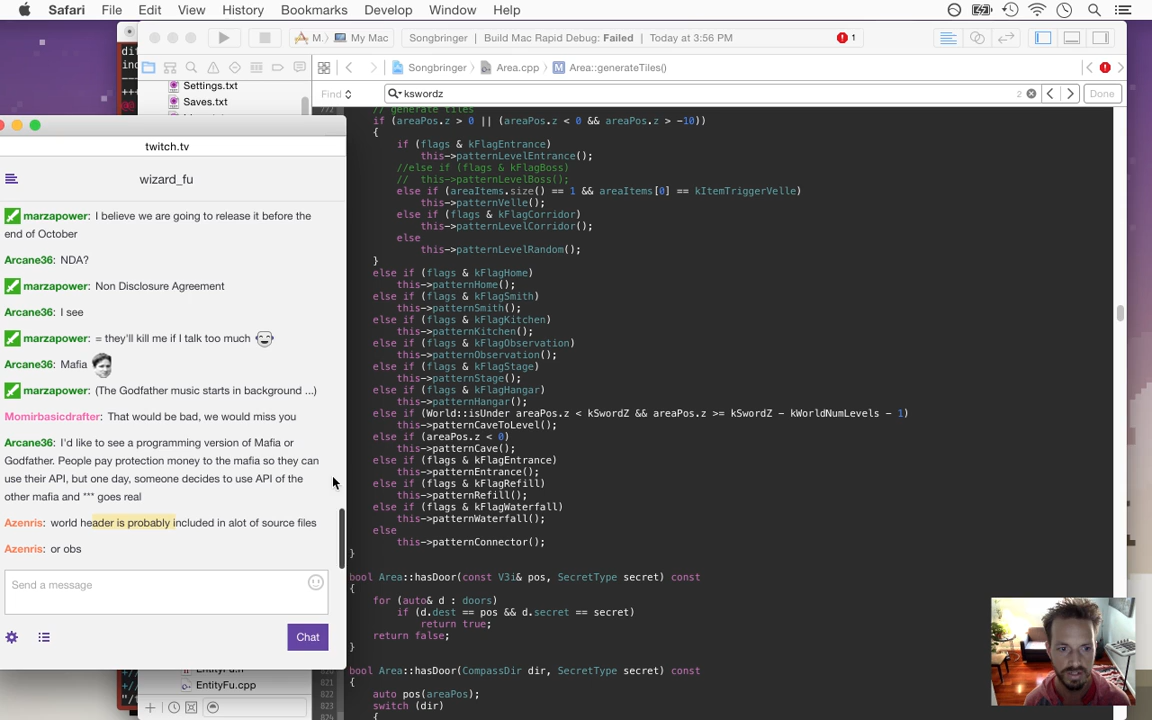 Safari File Edit View History Bookmarks Develop Window Help
M. My Mac Songbringer Build Mac Rapid Debug: Failed Today at 3:56 PM 1
Songbringer Area.cpp M Area::generateTiles()
Find kswordz 2 Done
Settings.txt
Saves.txt
twitch.tv
wizard_fu
marzapower: I believe we are going to release it before the
end of October
Arcane36: NDA?
marzapower: Non Disclosure Agreement
Arcane36: I see
marzapower: = they'll kill me if I talk too much
Arcane36: Mafia
marzapower: (The Godfather music starts in background ...)
Momirbasicdrafter: That would be bad, we would miss you
Arcane36: I'd like to see a programming version of Mafia or
Godfather. People pay protection money to the mafia so they can
use their API, but one day, someone decides to use API of the
other mafia and *** goes real
Azenris: world header is probably included in alot of source files
Azenris: or obs
Send a message
Chat
EntityFu.h
EntityFu.cpp
// generate tiles
if (areaPos.z > 0 || (areaPos.z < 0 && areaPos.z > -10))
{
if (flags & kFlagEntrance)
this->patternLevelEntrance();
//else if (flags & kFlagBoss)
// this->patternLevelBoss();
else if (areaItems.size() == 1 && areaItems[0] == kItemTriggerVelle)
this->patternVelle();
else if (flags & kFlagCorridor)
this->patternLevelCorridor();
else
this->patternLevelRandom();
}
else if (flags & kFlagHome)
this->patternHome();
else if (flags & kFlagSmith)
this->patternSmith();
else if (flags & kFlagKitchen)
this->patternKitchen();
else if (flags & kFlagObservation)
this->patternObservation();
else if (flags & kFlagStage)
this->patternStage();
else if (flags & kFlagHangar)
this->patternHangar();
else if (World::isUnder areaPos.z < kSwordZ && areaPos.z >= kSwordZ - kWorldNumLevels - 1)
this->patternCaveToLevel();
else if (areaPos.z < 0)
this->patternCave();
else if (flags & kFlagEntrance)
this->patternEntrance();
else if (flags & kFlagRefill)
this->patternRefill();
else if (flags & kFlagWaterfall)
this->patternWaterfall();
else
this->patternConnector();
}
bool Area::hasDoor(const V3i& pos, SecretType secret) const
{
for (auto& d : doors)
if (d.dest == pos && d.secret == secret)
return true;
return false;
}
bool Area::hasDoor(CompassDir dir, SecretType secret) const
821 {
822 auto pos(areaPos);
823 switch (dir)
{